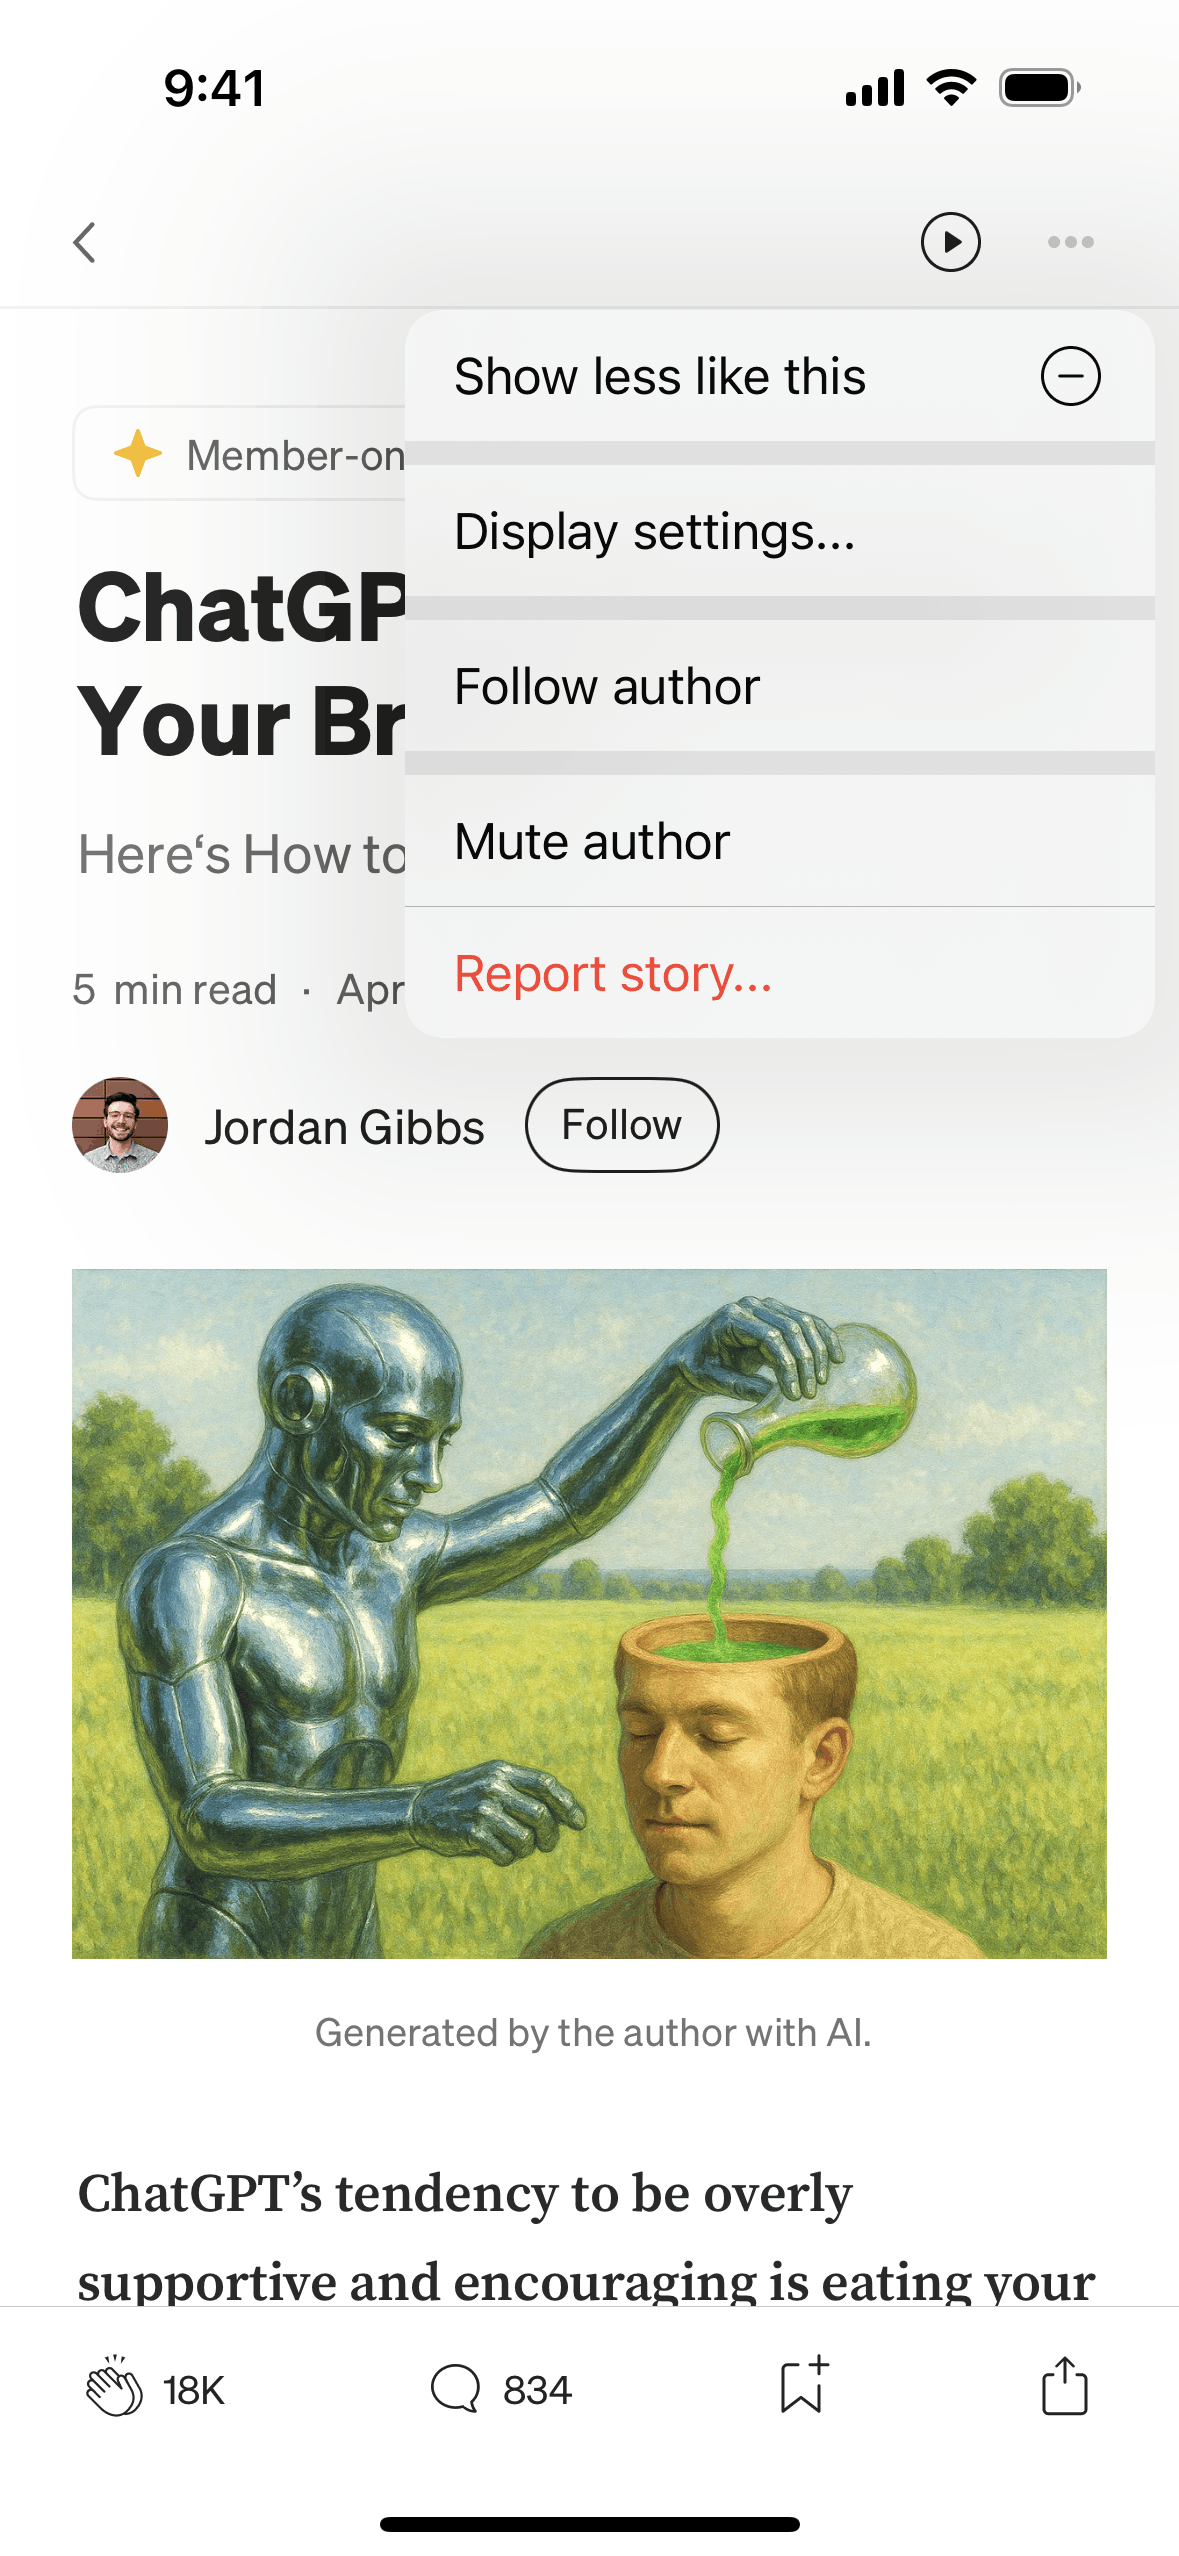 9:41
Show less like this
Member-on
Display settings...
ChatGP
Your Br
Follow author
Here‘s How to
Mute author
5 min read · Apr
Report story...
Jordan Gibbs
Follow
Generated by the author with AI.
ChatGPT’s tendency to be overly
supportive and encouraging is eating your
18K
834